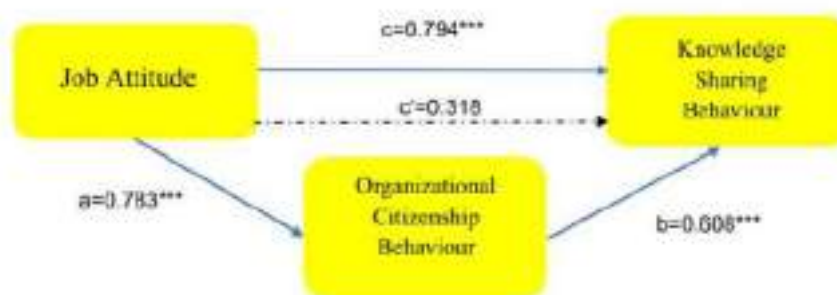 c=0.794***
Job Attitude
Knowledge
Sharing
Behaviour
c'=0.318
a=0.783***
Organizational
Citizenship
Behaviour
b=0.608***